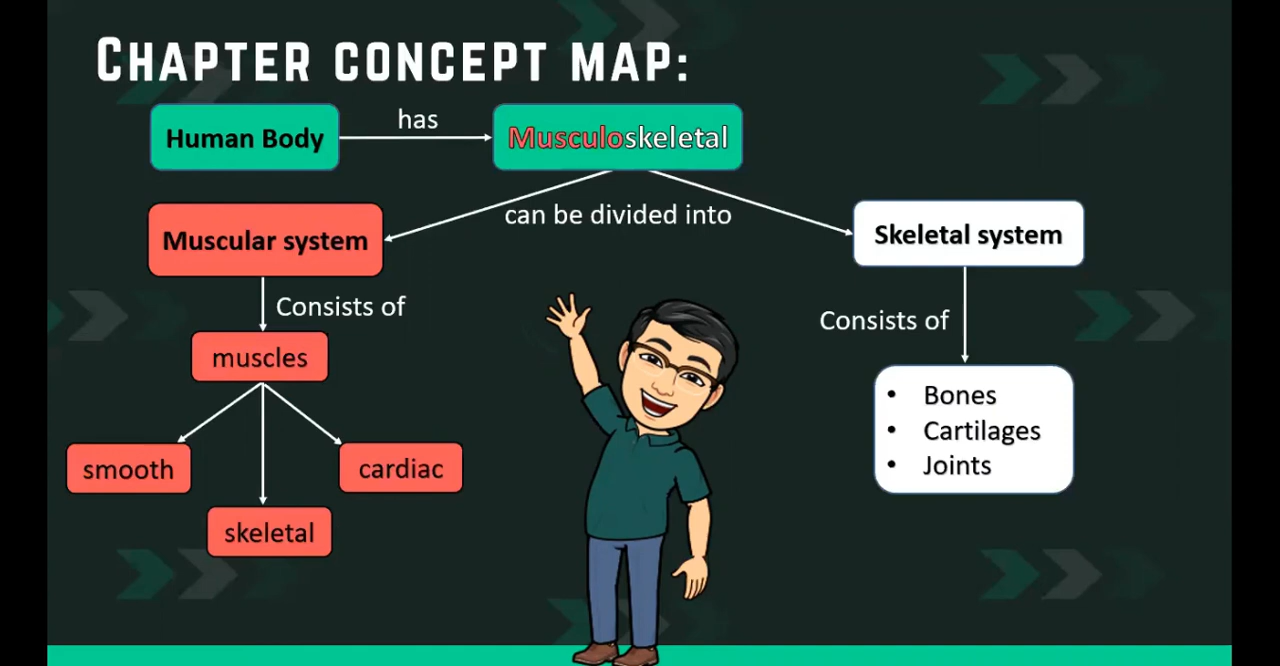 CHAPTER CONCEPT MAP:
Human Body
has
Musculoskeletal
can be divided into
Muscular system
Skeletal system
Consists of
Consists of
muscles
• Bones
• Cartilages
• Joints
smooth
cardiac
skeletal